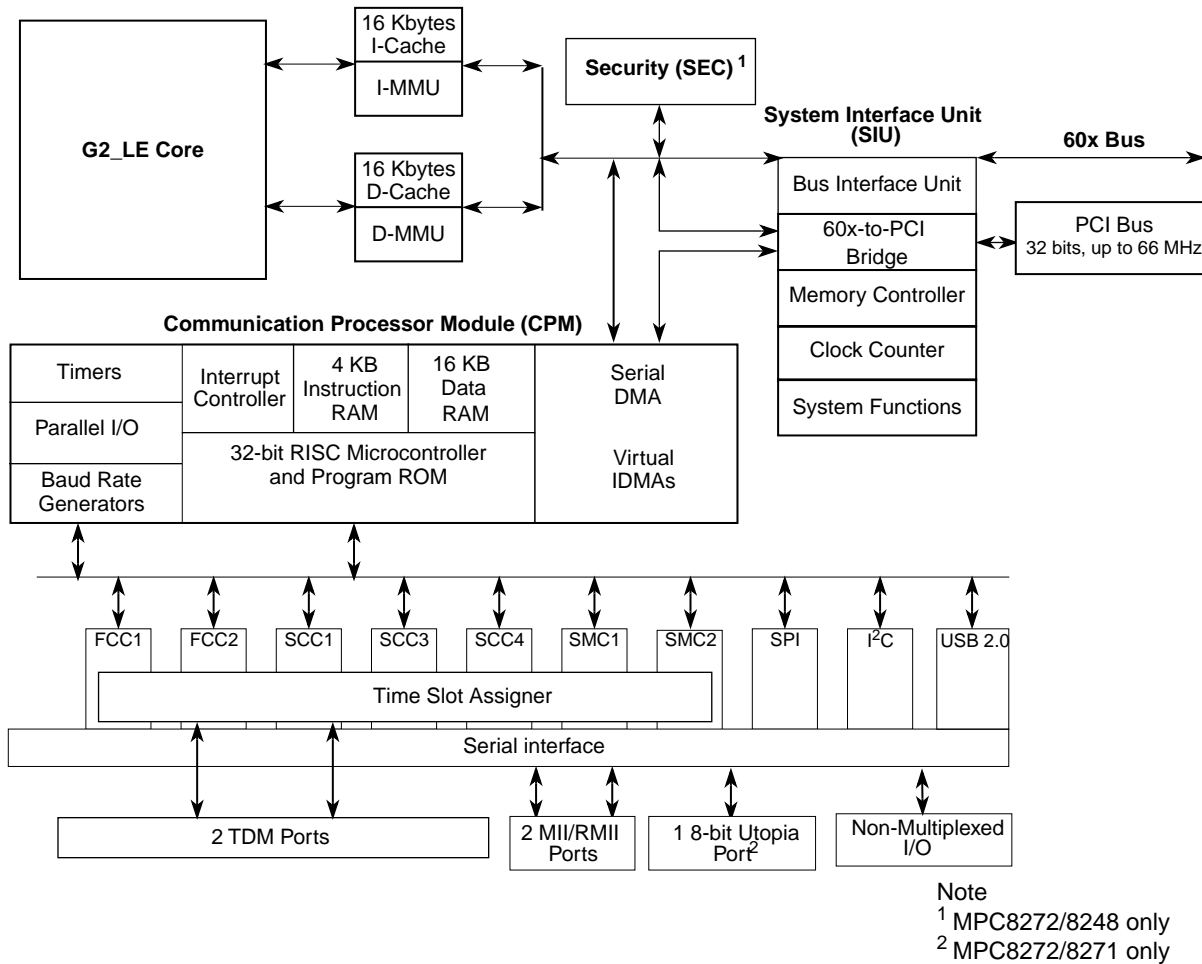 16 Kbytes
I-Cache
I-MMU
Security (SEC) 1
System Interface Unit
(SIU)
G2_LE Core
60x Bus
16 Kbytes
D-Cache
D-MMU
Bus Interface Unit
60x-to-PCI
Bridge
PCI Bus
32 bits, up to 66 MHz
Memory Controller
Clock Counter
System Functions
Communication Processor Module (CPM)
Timers
Parallel I/O
Baud Rate
Generators
Interrupt
Controller
4 KB
Instruction
RAM
16 KB
Data
RAM
32-bit RISC Microcontroller
and Program ROM
Serial
DMA
Virtual
IDMAs
FCC1
FCC2
SCC1
SCC3
SCC4
SMC1
SMC2
SPI
I2C
USB 2.0
Time Slot Assigner
Serial interface
2 TDM Ports
2 MII/RMII
Ports
1 8-bit Utopia
Port2
Non-Multiplexed
I/O
Note
1 MPC8272/8248 only
2 MPC8272/8271 only